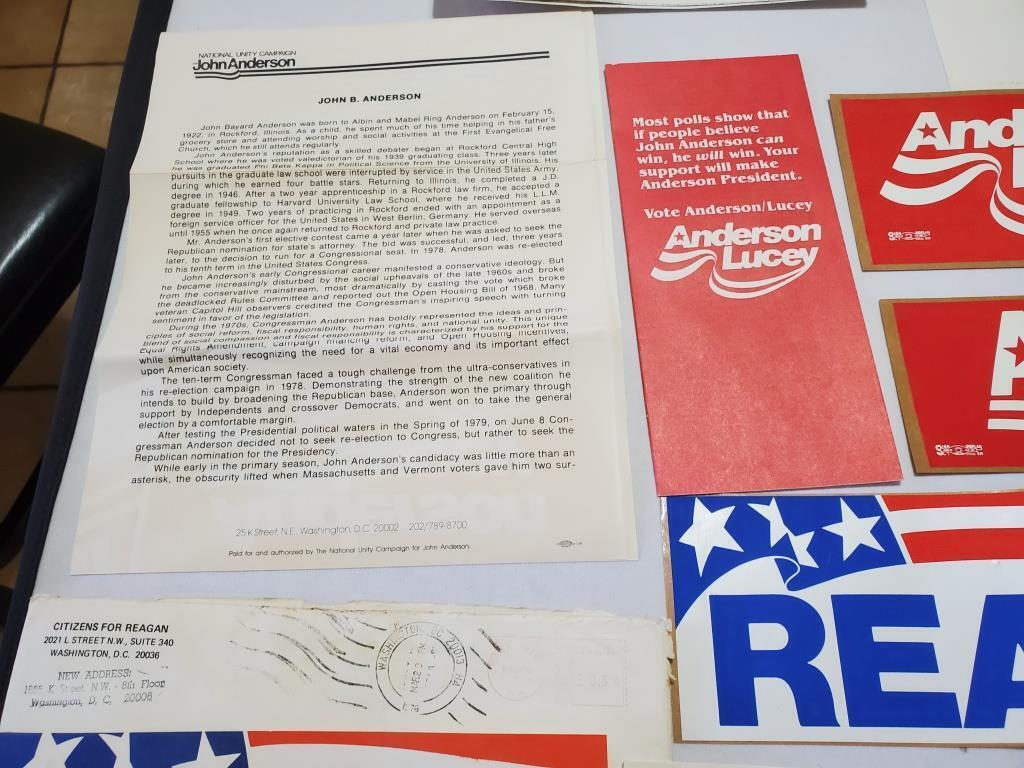 NATIONAL UNITY CAMPAIGN
John Anderson
JOHN B. ANDERSON
John Bayard Anderson was born to Albin and Mabel Ring Anderson on February 15,
1922, in Rockford, Illinois. As a child, he spent much of his time helping in his father's
grocery store and attending worship and social activities at the First Evangelical Free
Church, which he still attends regularly.
John Anderson's reputation as a skilled debater began at Rockford Central High
School where he was voted valedictorian of his 1939 graduating class. Three years later
he was graduated Phi Beta Kappa in Political Science from the University of Illinois. His
pursuits in the graduate law school were interrupted by service in the United States Army,
during which he earned four battle stars. Returning to Illinois, he completed a J.D.
degree in 1946. After a two year apprenticeship in a Rockford law firm, he accepted a
graduate fellowship to Harvard University Law School, where he received his L.L.M.
degree in 1949. Two years of practicing in Rockford ended with an appointment as a
foreign service officer for the United States in West Berlin, Germany. He served overseas
until 1955 when he once again returned to Rockford and private law practice.
Mr. Anderson's first elective contest came a year later when he was asked to seek the
Republican nomination for state's attorney. The bid was successful, and led, three years
later, to the decision to run for a Congressional seat. In 1978, Anderson was re-elected
to his tenth term in the United States Congress.
John Anderson's early Congressional career manifested a conservative ideology. But
he became increasingly disturbed by the social upheavals of the late 1960s and broke
from the conservative mainstream, most dramatically by casting the vote which broke
the deadlocked Rules Committee and reported out the Open Housing Bill of 1968. Many
veteran Capitol Hill observers credited the Congressman's inspiring speech with turning
sentiment in favor of the legislation.
During the 1970s, Congressman Anderson has boldly represented the ideas and prin-
ciples of social reform, fiscal responsibility, human rights, and national unity. This unique
blend of social compassion and fiscal responsibility is characterized by his support for the
Equal Rights Amendment, campaign financing reform, and Open Housing incentives,
while simultaneously recognizing the need for a vital economy and its important effect
upon American society.
The ten-term Congressman faced a tough challenge from the ultra-conservatives in
his re-election campaign in 1978. Demonstrating the strength of the new coalition he
intends to build by broadening the Republican base, Anderson won the primary through
support by Independents and crossover Democrats, and went on to take the general
election by a comfortable margin.
After testing the Presidential political waters in the Spring of 1979, on June 8 Con-
gressman Anderson decided not to seek re-election to Congress, but rather to seek the
Republican nomination for the Presidency.
While early in the primary season, John Anderson's candidacy was little more than an
asterisk, the obscurity lifted when Massachusetts and Vermont voters gave him two sur-
25 K Street, N.E., Washington, D.C. 20002 202/789-8700
Paid for and authorized by The National Unity Campaign for John Anderson.
Most polls show that
if people believe
John Anderson can
win, he will win. Your
support will make
Anderson President.
Vote Anderson/Lucey
Anderson
Lucey
And
A
REA
CITIZENS FOR REAGAN
2021 L STREET N.W., SUITE 340
WASHINGTON, D.C. 20036
NEW ADDRESS:
K Street, N.W. - 8th Floor
Washington, D, C, 20006
WASHINGTON, DC 20013
MAR 23 PM